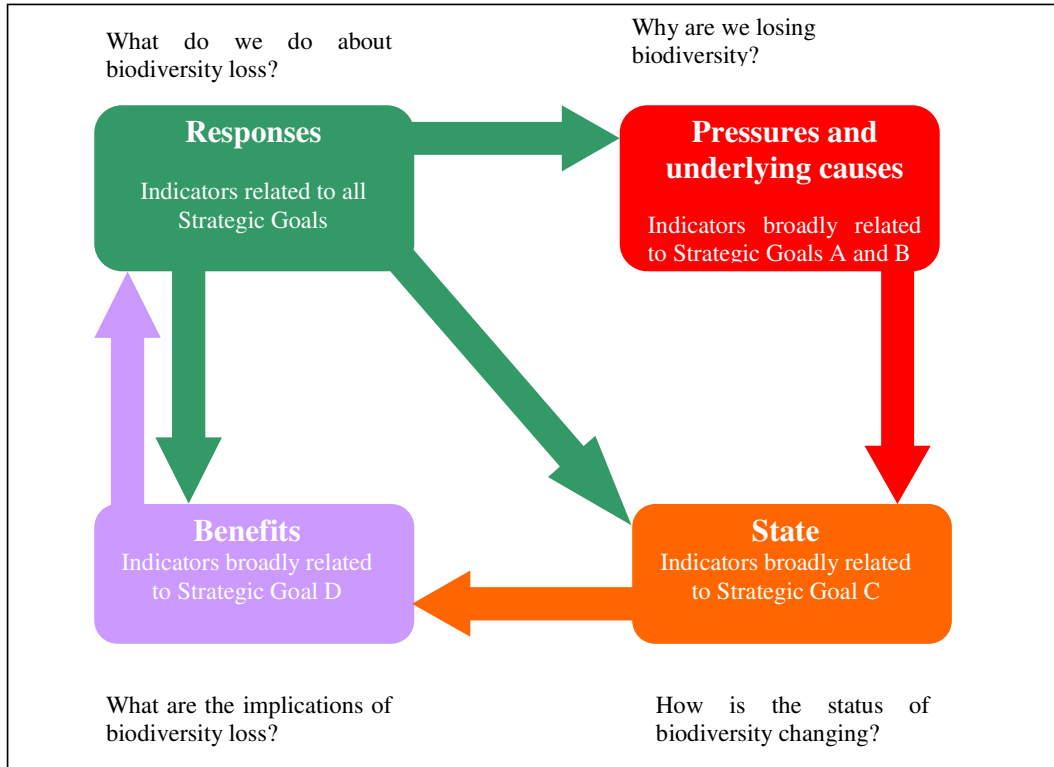 What do we do about
biodiversity loss?
Why are we losing
biodiversity?
Responses
Indicators related to all
Strategic Goals
Pressures and
underlying causes
Indicators broadly related
to Strategic Goals A and B
Benefits
Indicators broadly related
to Strategic Goal D
State
Indicators broadly related
to Strategic Goal C
What are the implications of
biodiversity loss?
How is the status of
biodiversity changing?